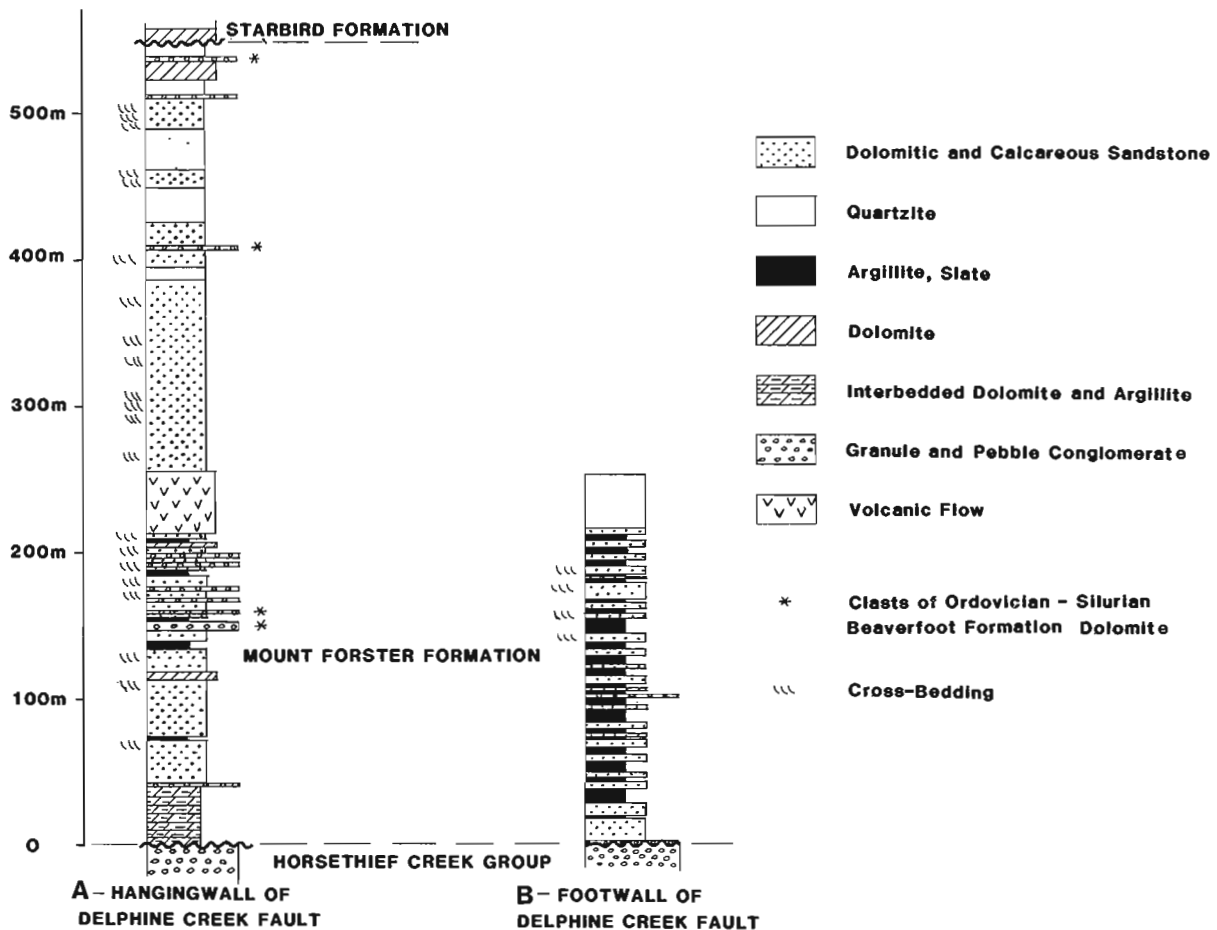 STARBIRD FORMATION
*
500m
*
400m
300m
200m
*
*
MOUNT FORSTER FORMATION
100m
0
HORSETHIEF CREEK GROUP
A – HANGINGWALL OF
DELPHINE CREEK FAULT
B – FOOTWALL OF
DELPHINE CREEK FAULT
Dolomitic and Calcareous Sandstone
Quartzite
Argillite, Slate
Dolomite
Interbedded Dolomite and Argillite
Granule and Pebble Conglomerate
Volcanic Flow
* Clasts of Ordovician – Silurian
Beaverfoot Formation Dolomite
Cross-Bedding